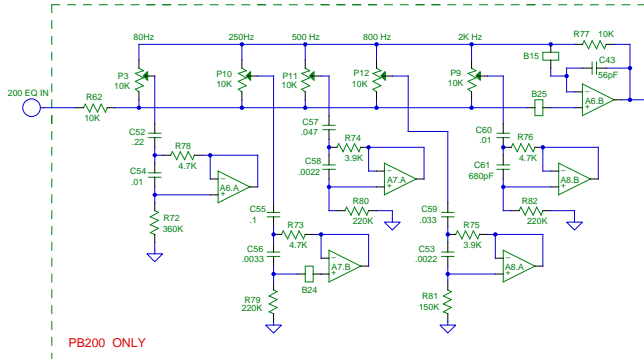 80Hz
250Hz
500 Hz
800 Hz
2K Hz
R77 10K
B15
C43
56pF
P3
10K
P10
10K
P11
10K
P12
10K
P9
10K
200 EQ IN
R62
10K
B25
A6.B
C52
.22
R78
4.7K
C54
.01
A6.A
R72
360K
C57
.047
R74
3.9K
C58
.0022
A7.A
R80
220K
C60
.01
R76
4.7K
C61
680pF
A8.B
R82
220K
C55
.1
R73
4.7K
C56
.0033
A7.B
B24
R79
220K
C59
.033
R75
3.9K
C53
.0022
A8.A
R81
150K
PB200 ONLY